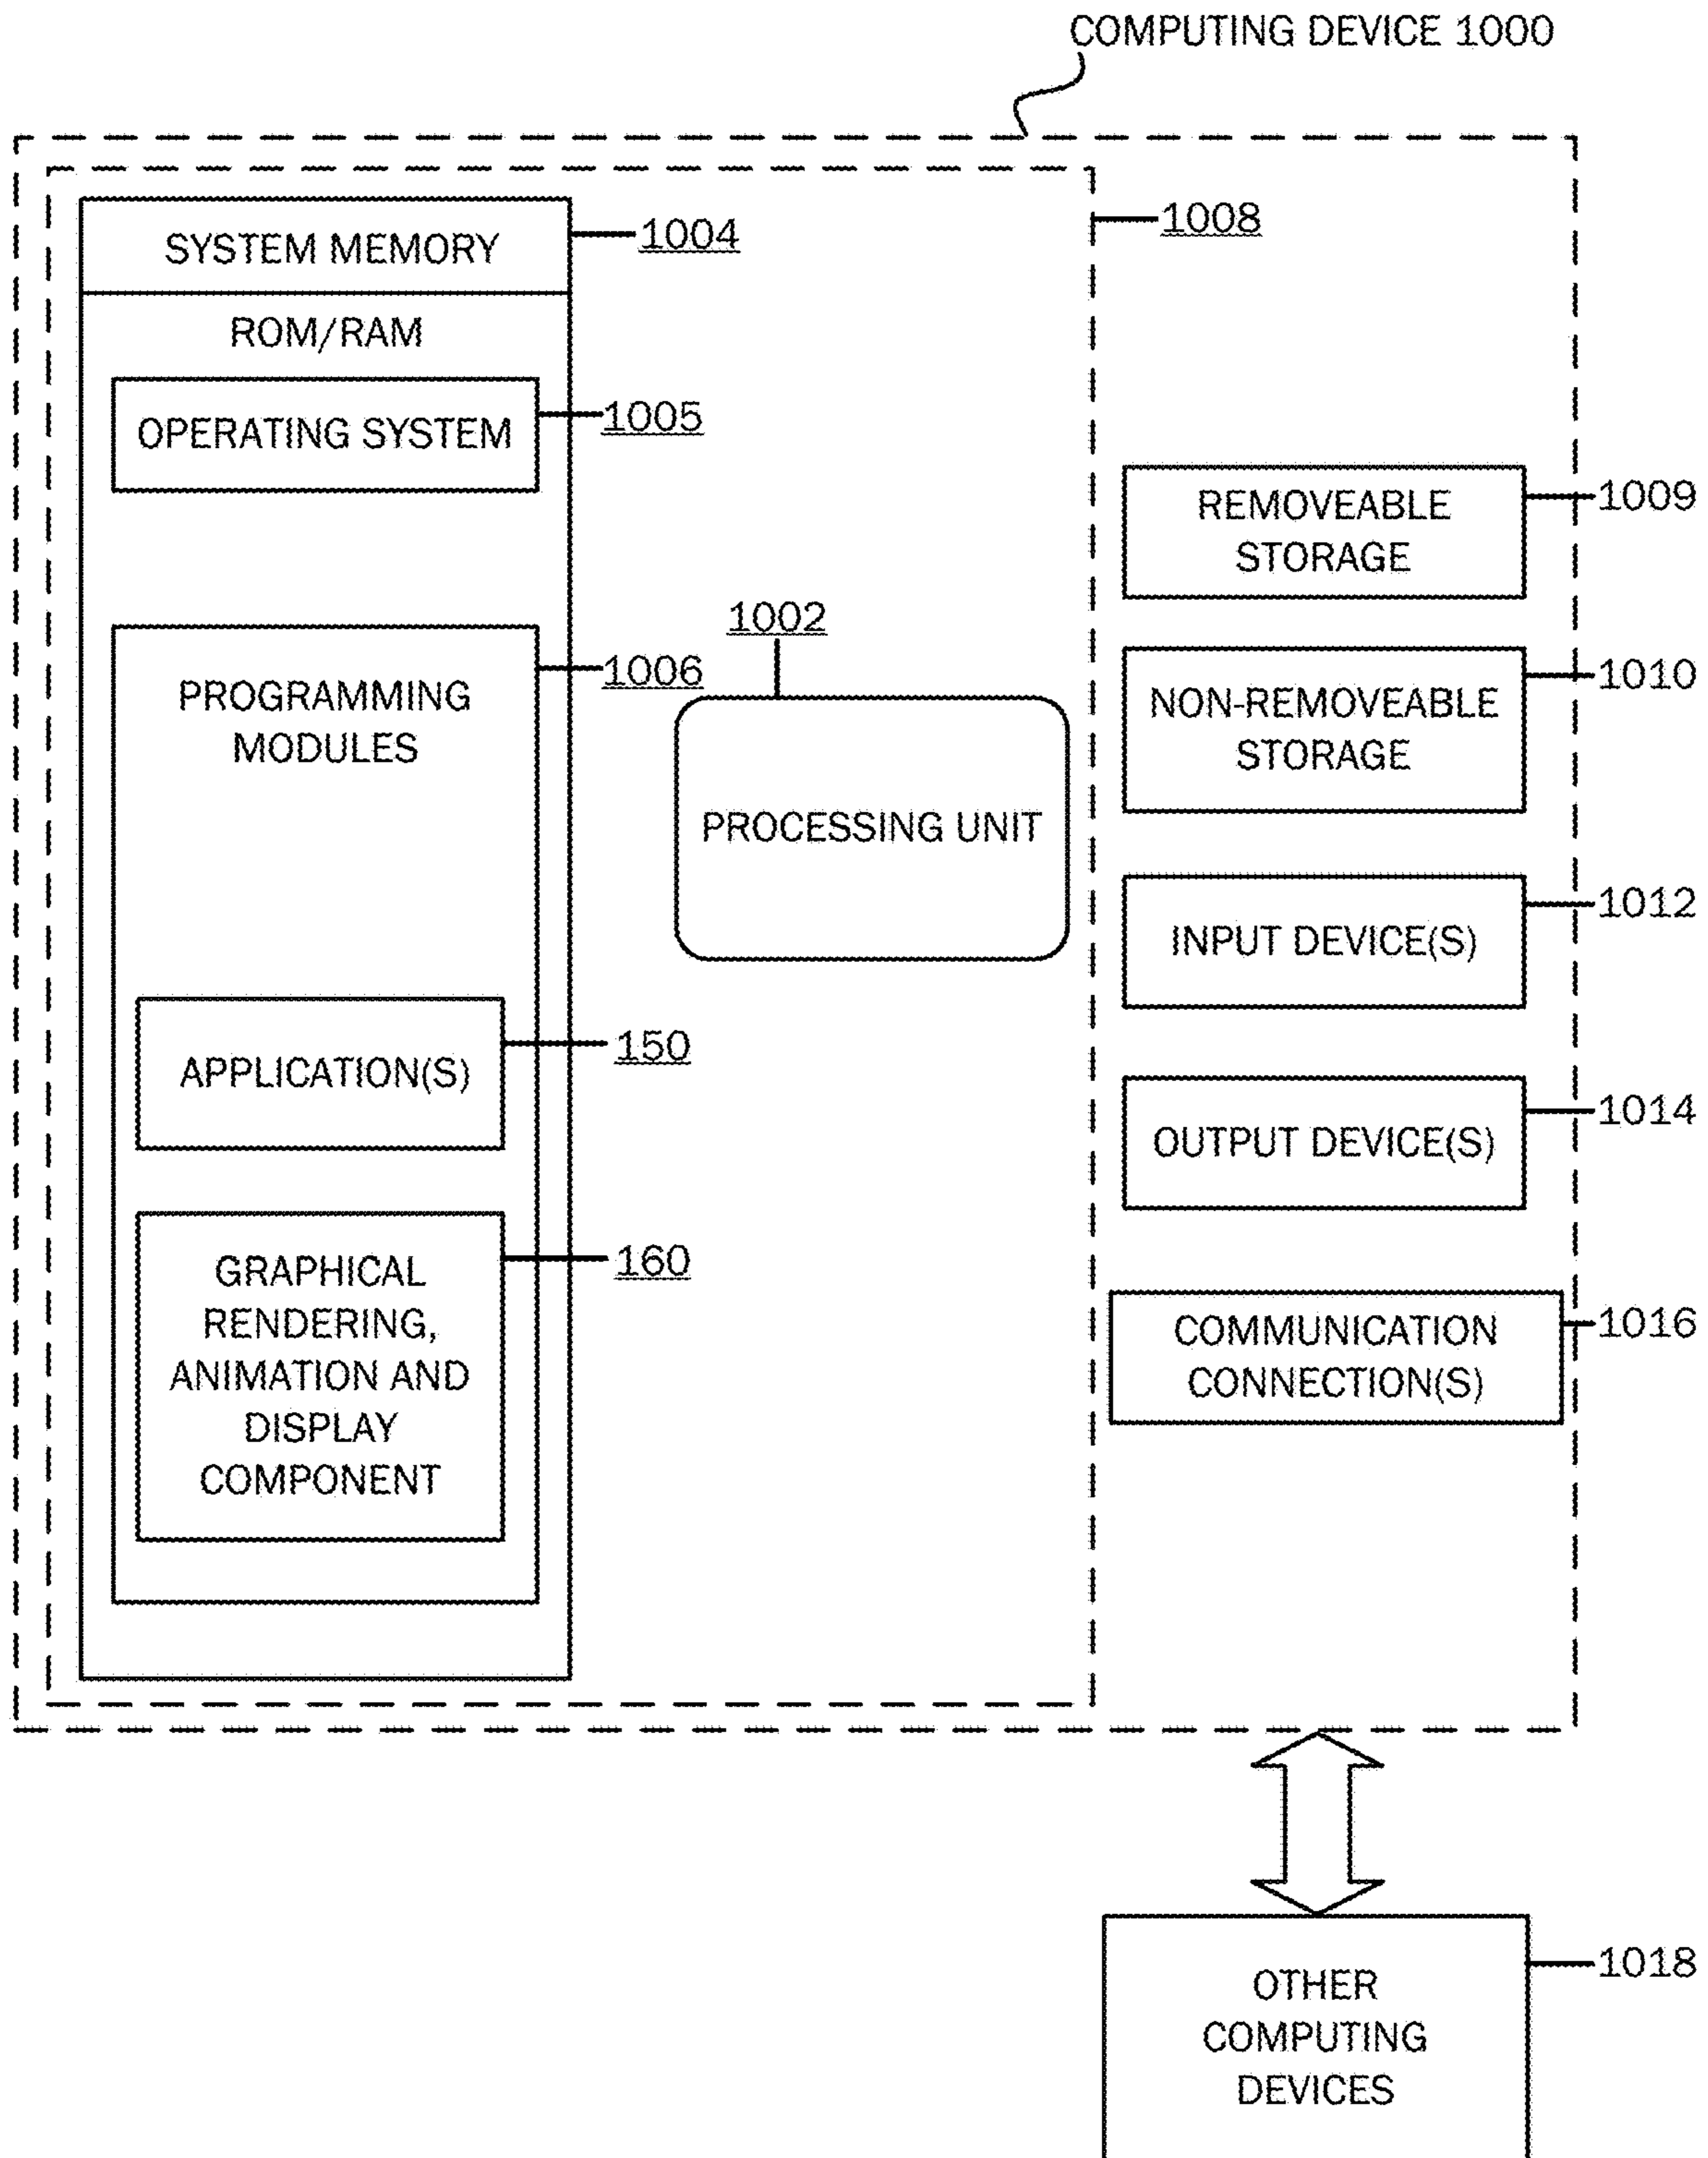 COMPUTING DEVICE 1000
SYSTEM MEMORY
1004
1008
ROM/RAM
OPERATING SYSTEM
1005
REMOVEABLE
STORAGE
1009
1002
PROGRAMMING
MODULES
1006
NON-REMOVEABLE
STORAGE
1010
PROCESSING UNIT
INPUT DEVICE(S)
1012
APPLICATION(S)
150
OUTPUT DEVICE(S)
1014
GRAPHICAL
RENDERING,
ANIMATION AND
DISPLAY
COMPONENT
160
COMMUNICATION
CONNECTION(S)
1016
OTHER
COMPUTING
DEVICES
1018